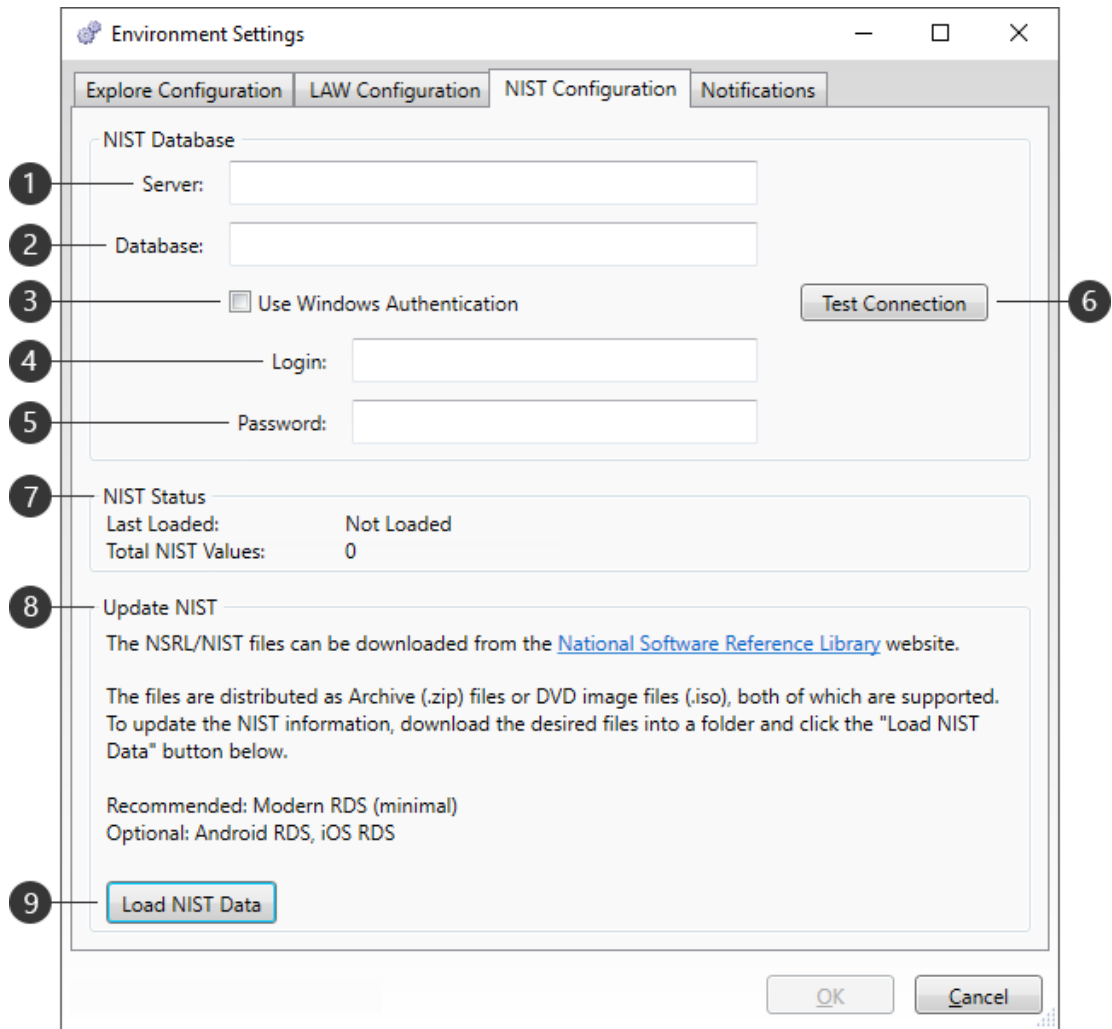 Environment Settings
Explore Configuration LAW Configuration NIST Configuration Notifications
NIST Database
1 Server:
2 Database:
3 Use Windows Authentication Test Connection 6
4 Login:
5 Password:
7 NIST Status
Last Loaded: Not Loaded
Total NIST Values: 0
8 Update NIST
The NSRL/NIST files can be downloaded from the National Software Reference Library website.
The files are distributed as Archive (.zip) files or DVD image files (.iso), both of which are supported.
To update the NIST information, download the desired files into a folder and click the "Load NIST
Data" button below.
Recommended: Modern RDS (minimal)
Optional: Android RDS, iOS RDS
9 Load NIST Data
OK Cancel